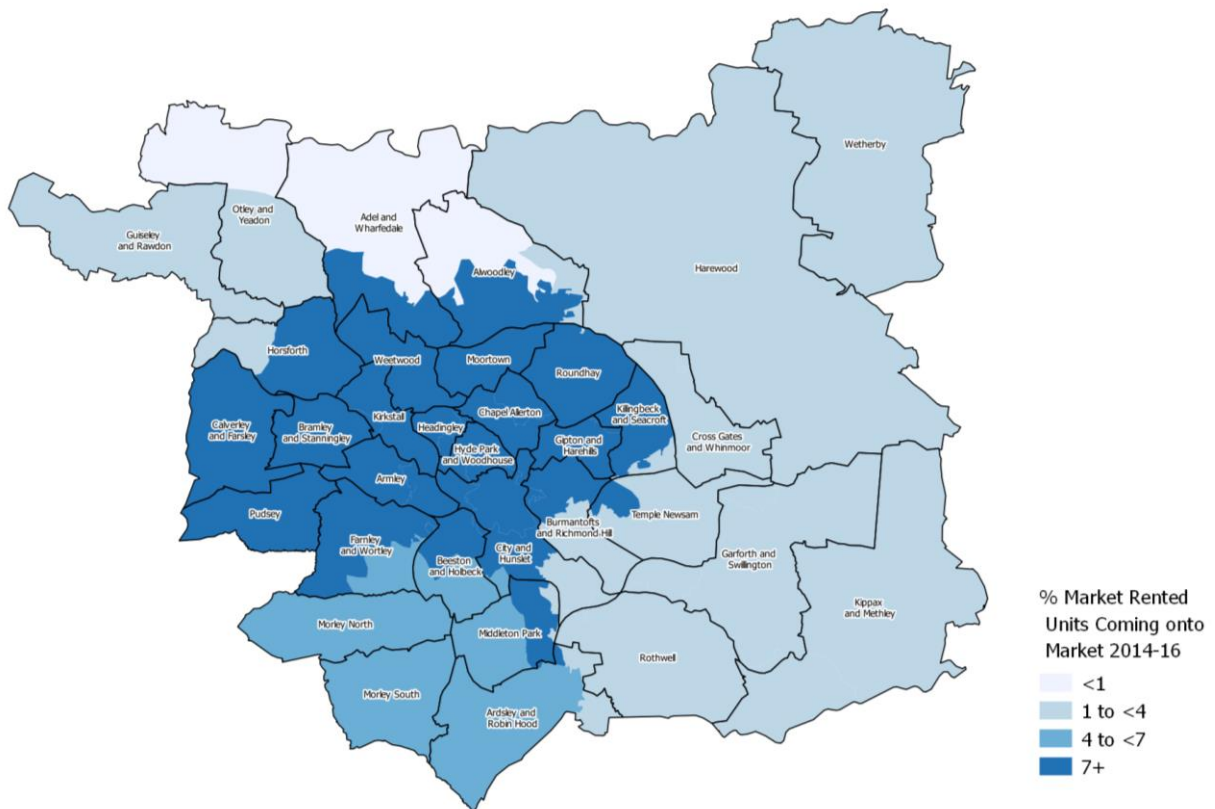 Wetherby
Otley and
Yeadon
Adel and
Wharfedale
Guiseley
and Rawdon
Alwoodley
Harewood
Horsforth
Weetwood
Moortown
Roundhay
Calverley
and Farsley
Bramley
and Stanningley
Kirkstall
Headingley
Chapel Allerton
Killingbeck
and Seacroft
Hyde Park
and Woodhouse
Gipton and
Harehills
Cross Gates
and Whinmoor
Armley
Pudsey
Burmantofts
and Richmond Hill
Temple Newsam
Farnley
and Wortley
Beeston
and Holbeck
City and
Hunslet
Garforth and
Swillington
Kippax
and Methley
Morley North
Middleton Park
Rothwell
Morley South
Ardsley and
Robin Hood
% Market Rented
Units Coming onto
Market 2014-16
<1
1 to <4
4 to <7
7+